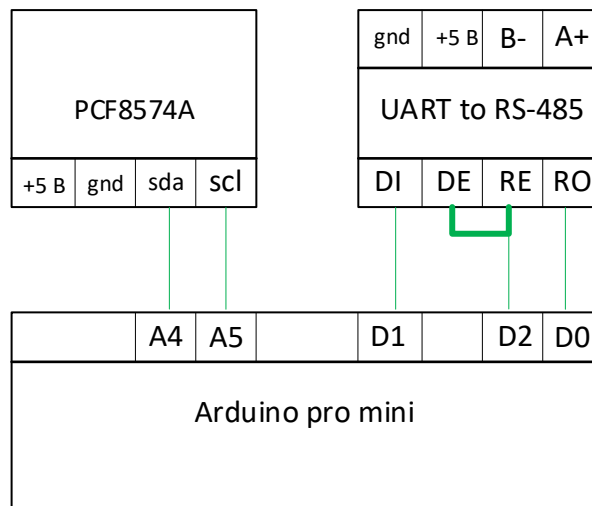 gnd +5 В B- A+
PCF8574A
UART to RS-485
+5 В gnd sda scl
DI DE RE RO
A4 A5 D1 D2 D0
Arduino pro mini